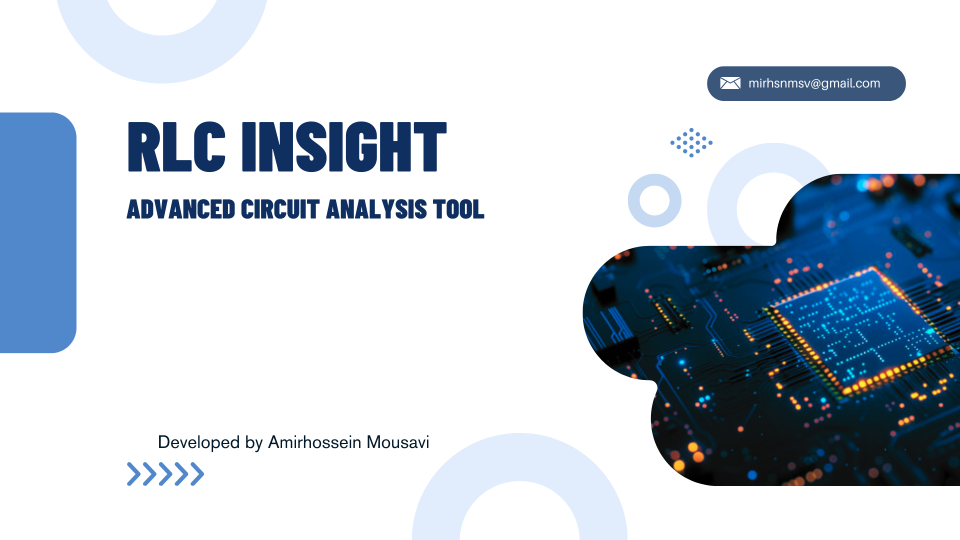 mirhsnmsv@gmail.com
RLC INSIGHT
ADVANCED CIRCUIT ANALYSIS TOOL
Developed by Amirhossein Mousavi